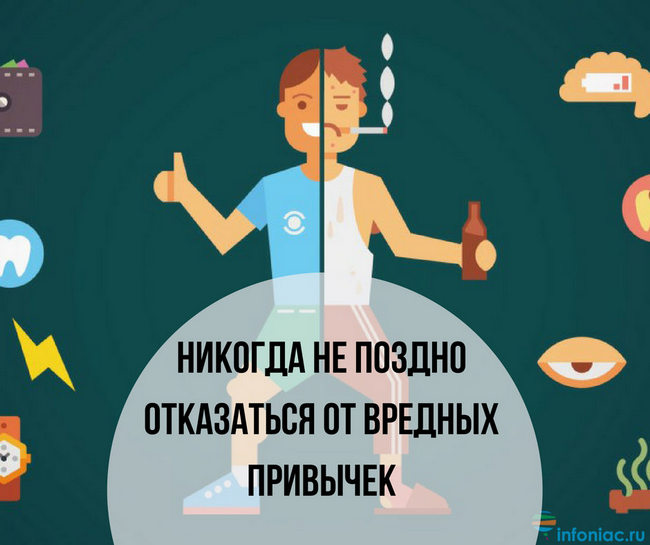 НИКОГДА НЕ ПОЗДНО
ОТКАЗАТЬСЯ ОТ ВРЕДНЫХ
ПРИВЫЧЕК
infoniac.ru